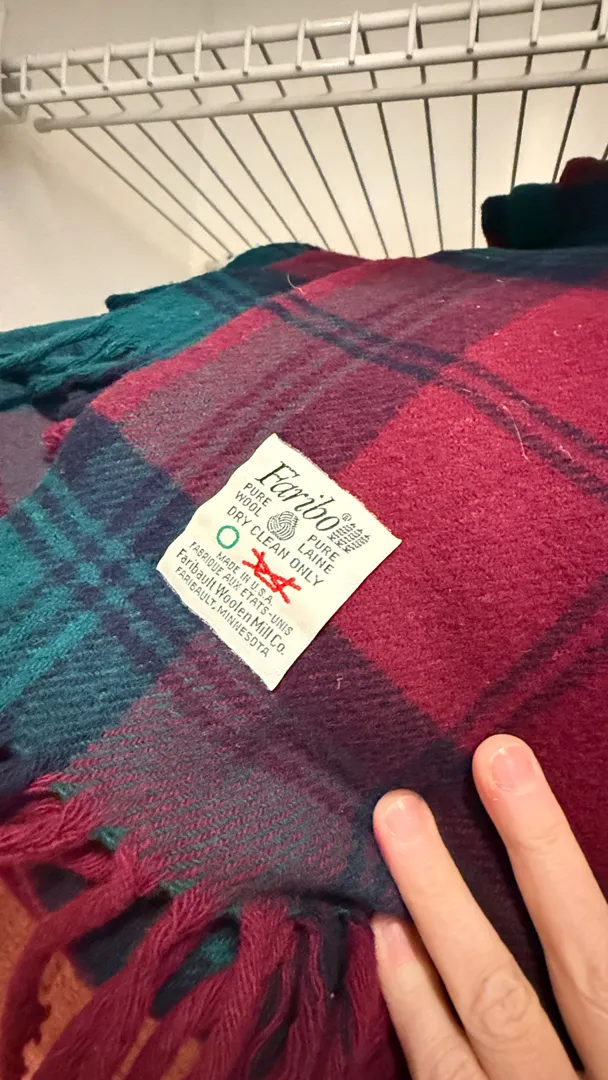 Faribo®
PURE WOOL
PURE LAINE
DRY CLEAN ONLY
MADE IN U.S.A.
FABRIQUE AUX ETATS-UNIS
Faribault Woolen Mill Co.
FARIBAULT, MINNESOTA